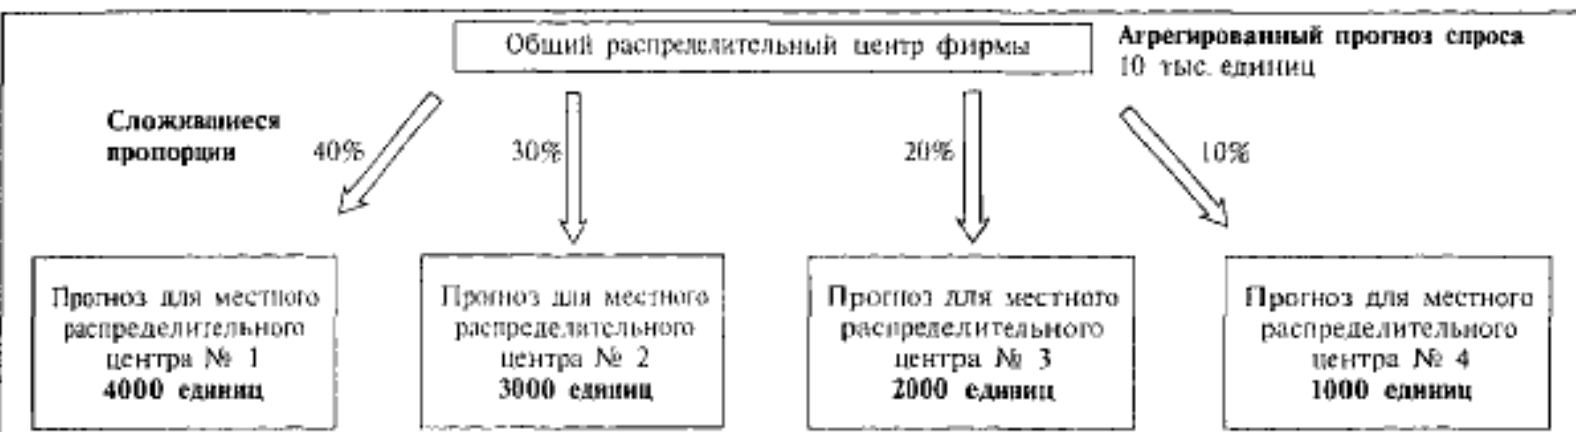 Общий распределительный центр фирмы
Агрегированный прогноз спроса
10 тыс. единиц
Сложившиеся
пропорции
40%
30%
20%
10%
Прогноз для местного
распределительного
центра № 1
4000 единиц
Прогноз для местного
распределительного
центра № 2
3000 единиц
Прогноз для местного
распределительного
центра № 3
2000 единиц
Прогноз для местного
распределительного
центра № 4
1000 единиц